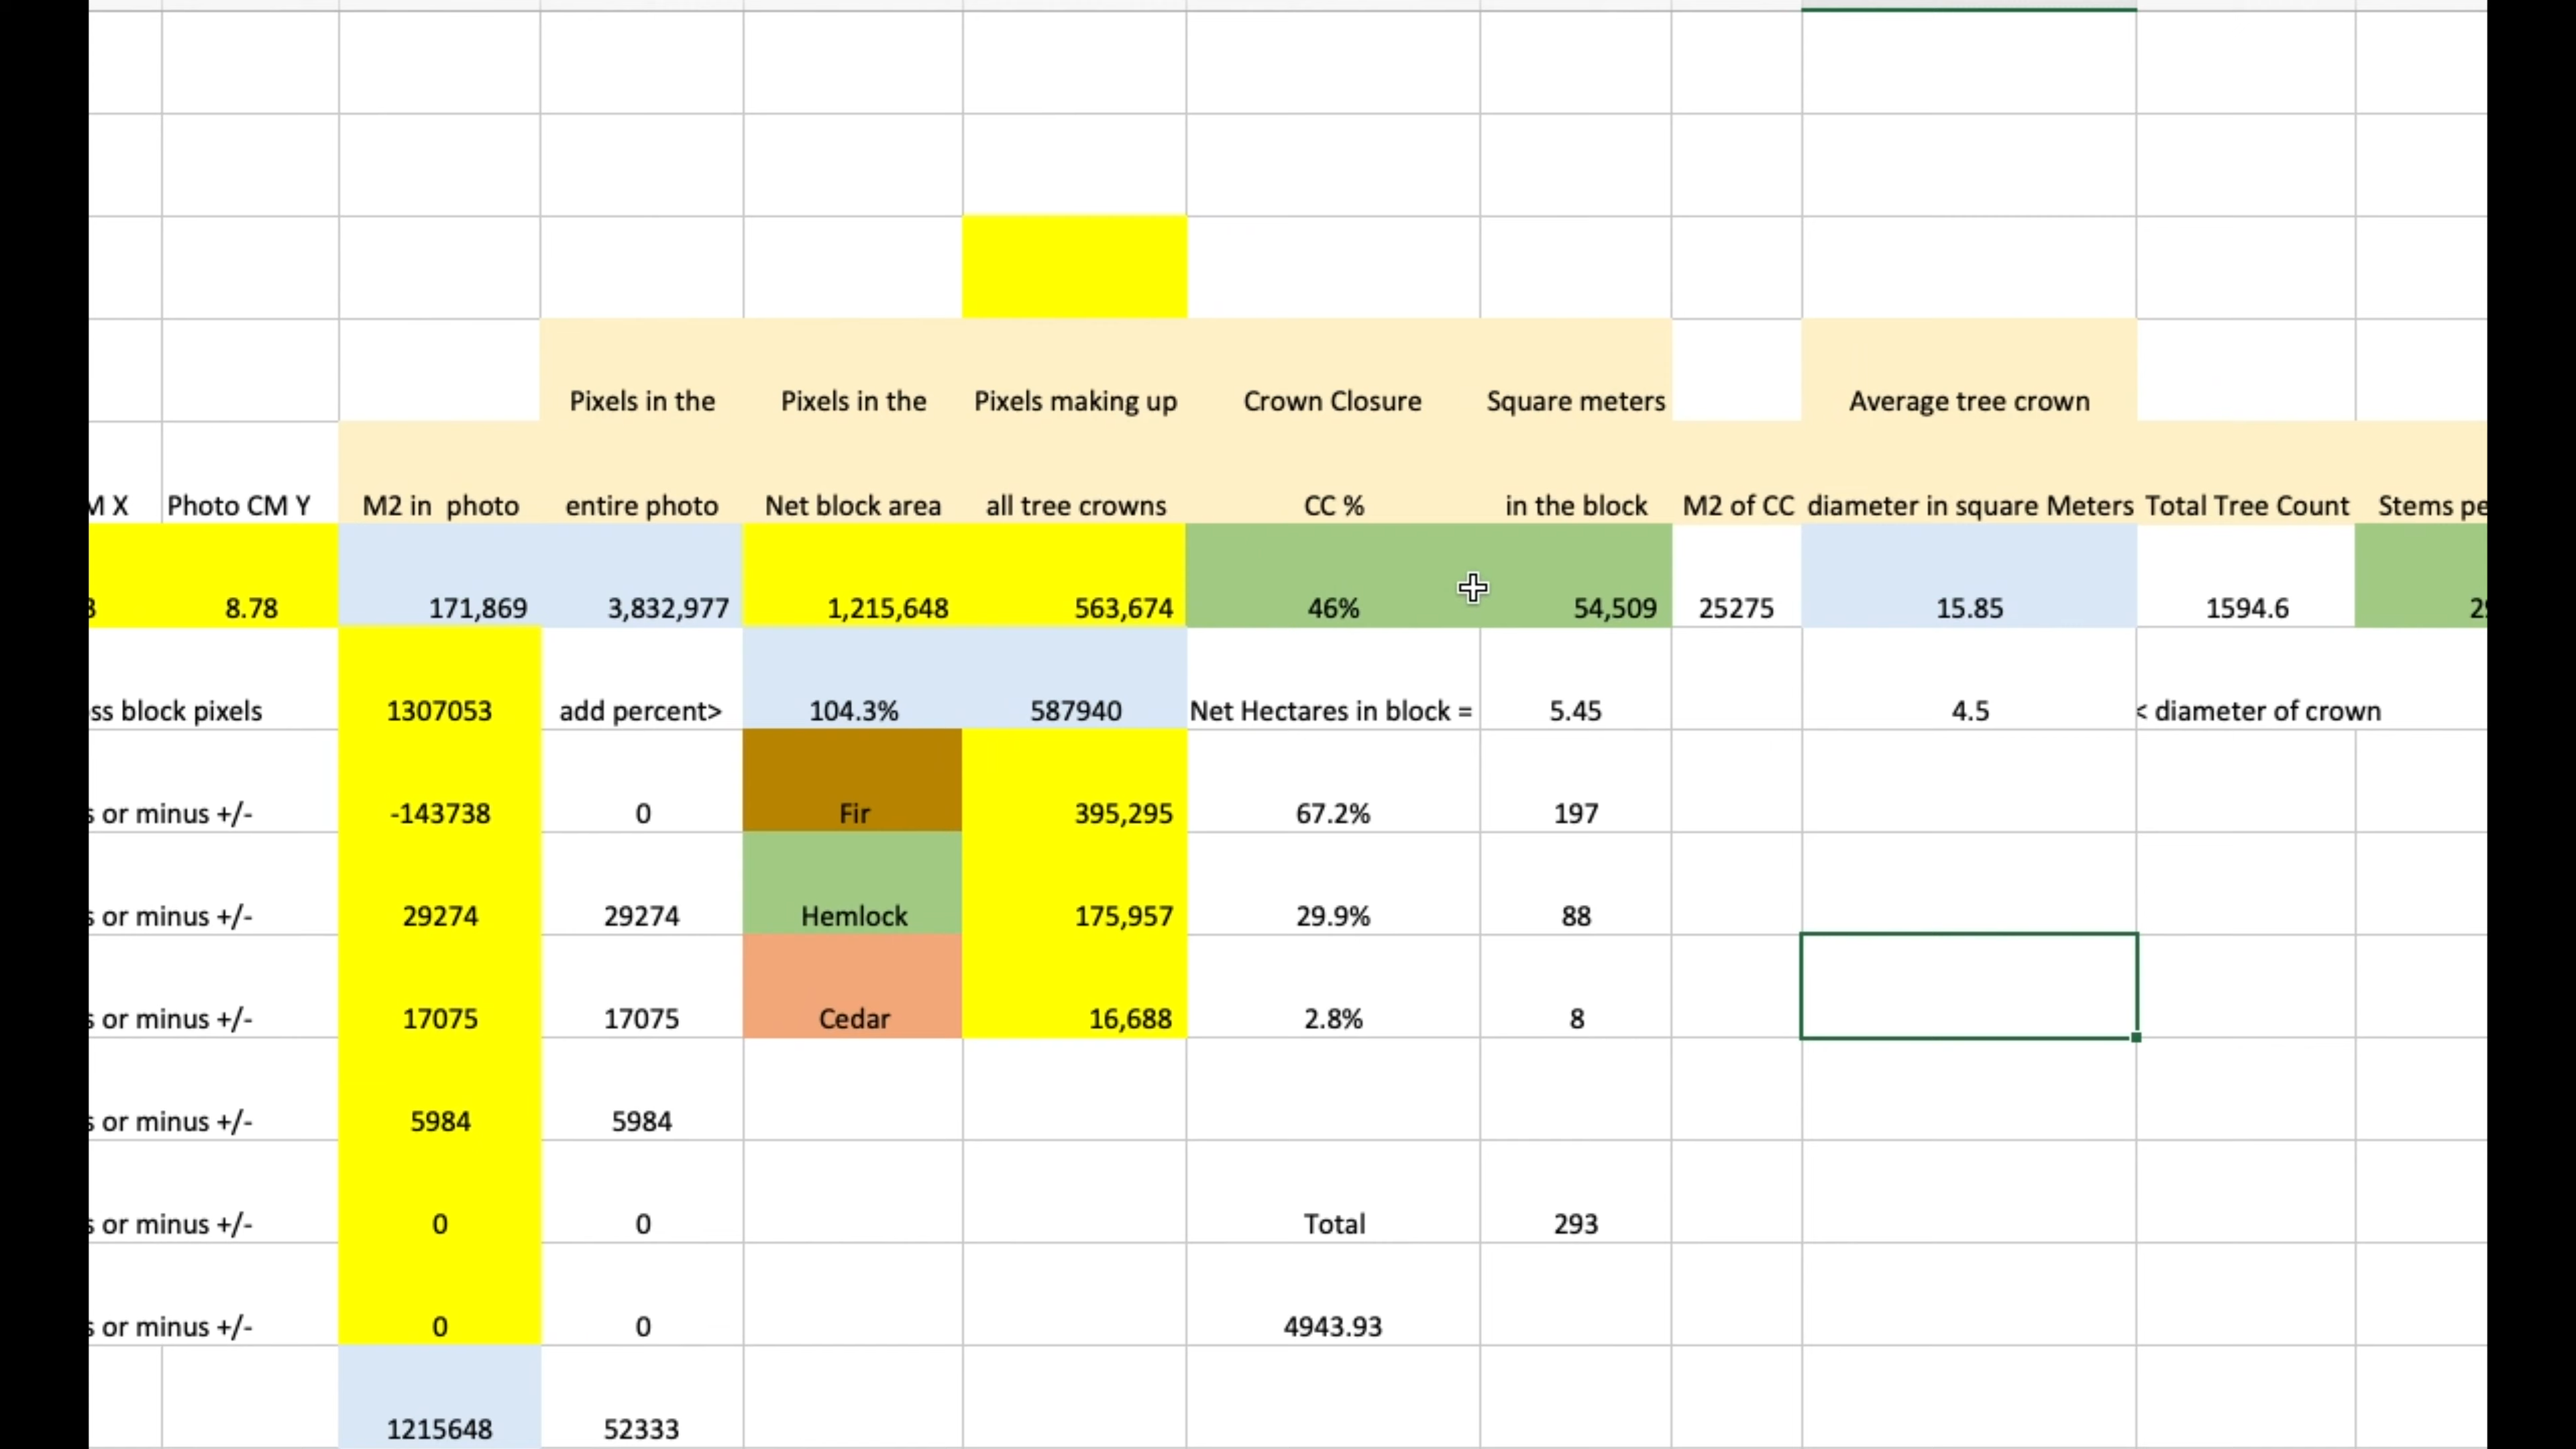 Pixels in the Pixels in the Pixels making up Crown Closure Square meters Average tree crown
M X Photo CM Y M2 in photo entire photo Net block area all tree crowns CC % in the block M2 of CC diameter in square Meters Total Tree Count Stems pe
8.78 171,869 3,832,977 1,215,648 563,674 46% 54,509 25275 15.85 1594.6
ss block pixels 1307053 add percent> 104.3% 587940 Net Hectares in block = 5.45 4.5 < diameter of crown
s or minus +/- -143738 0 Fir 395,295 67.2% 197
s or minus +/- 29274 29274 Hemlock 175,957 29.9% 88
s or minus +/- 17075 17075 Cedar 16,688 2.8% 8
s or minus +/- 5984 5984
s or minus +/- 0 0 Total 293
s or minus +/- 0 0 4943.93
1215648 52333